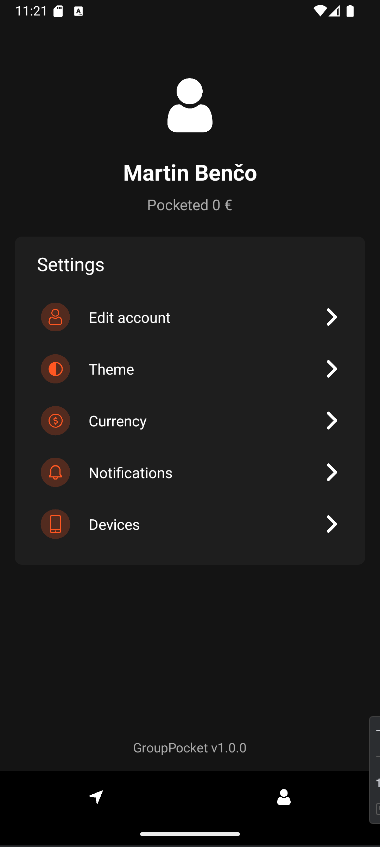 11:21
Martin Benčo
Pocketed 0 €
Settings
Edit account
Theme
Currency
Notifications
Devices
GroupPocket v1.0.0